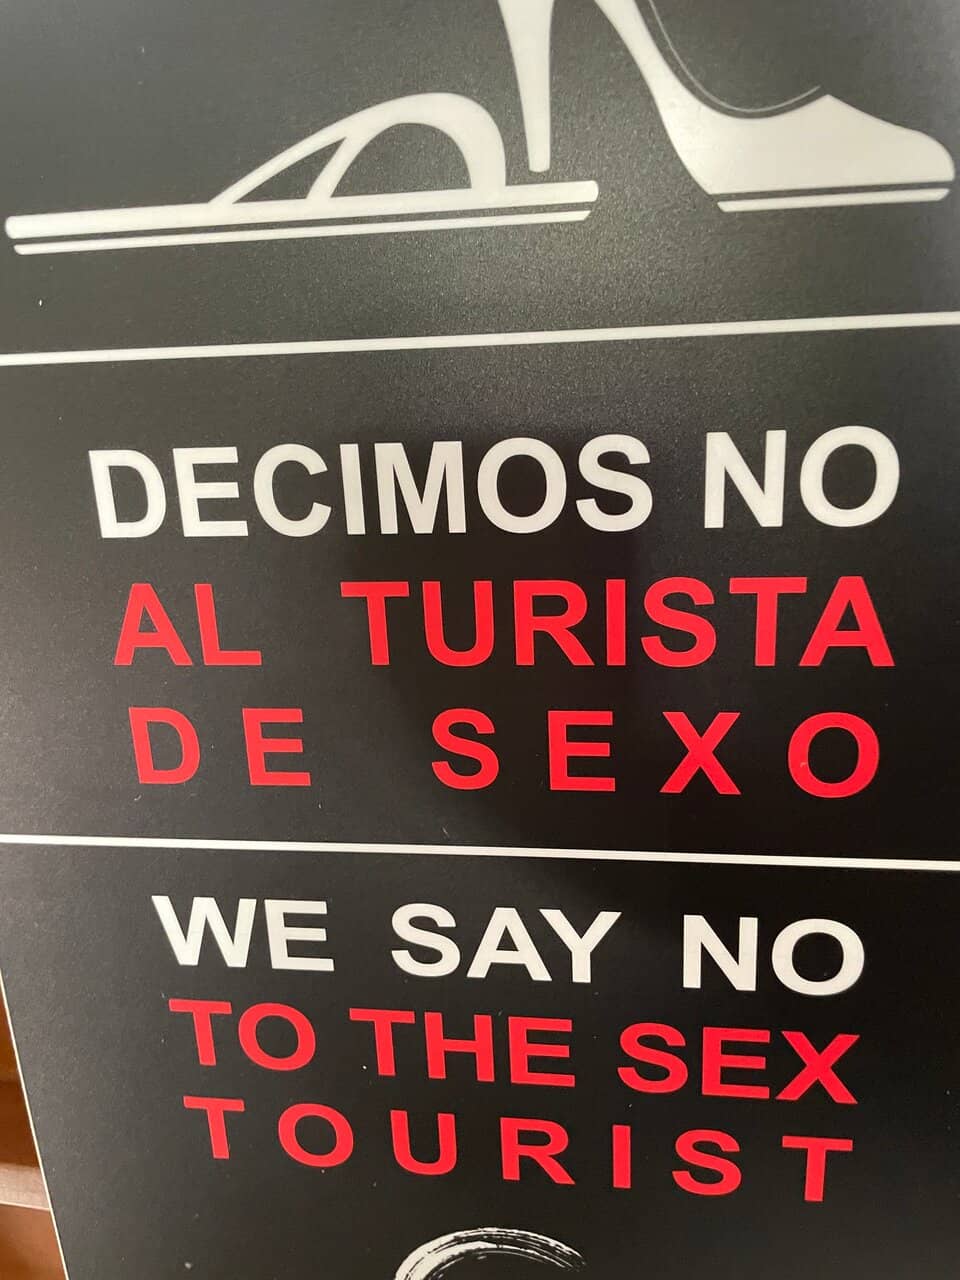 DECIMOS NO
AL TURISTA
DE SEXO
WE SAY NO
TO THE SEX
TOURIST